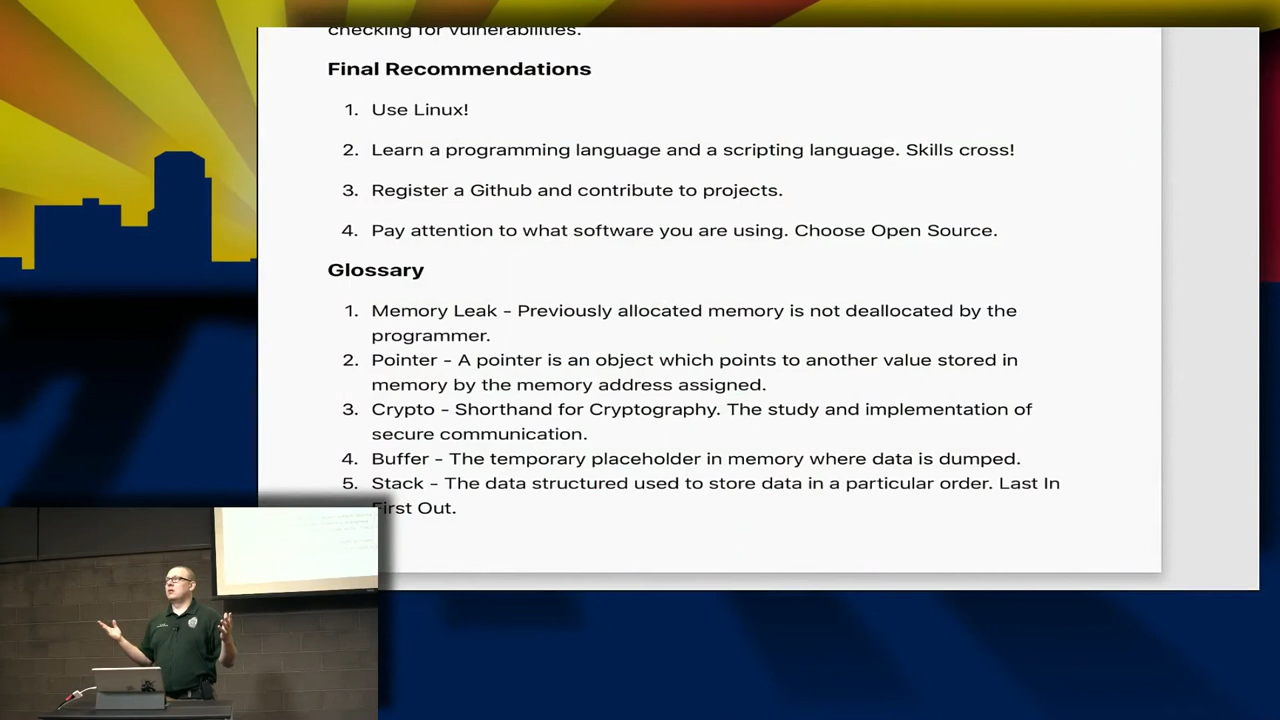 checking for vulnerabilities.
Final Recommendations
1. Use Linux!
2. Learn a programming language and a scripting language. Skills cross!
3. Register a Github and contribute to projects.
4. Pay attention to what software you are using. Choose Open Source.
Glossary
1. Memory Leak - Previously allocated memory is not deallocated by the
programmer.
2. Pointer - A pointer is an object which points to another value stored in
memory by the memory address assigned.
3. Crypto - Shorthand for Cryptography. The study and implementation of
secure communication.
4. Buffer - The temporary placeholder in memory where data is dumped.
5. Stack - The data structured used to store data in a particular order. Last In
First Out.